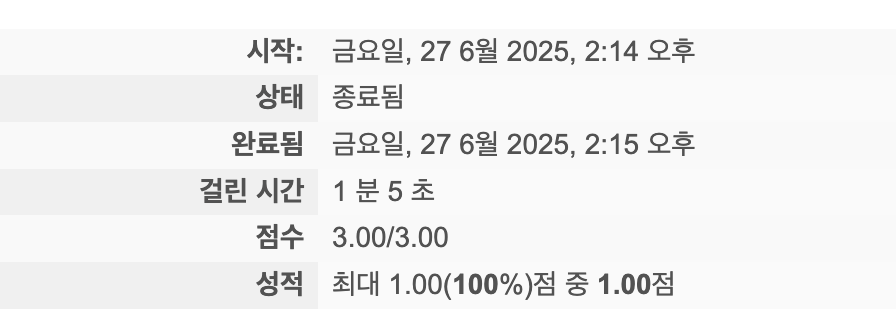 시작: 금요일, 27 6월 2025, 2:14 오후
상태 종료됨
완료됨 금요일, 27 6월 2025, 2:15 오후
걸린 시간 1 분 5 초
점수 3.00/3.00
성적 최대 1.00(100%)점 중 1.00점